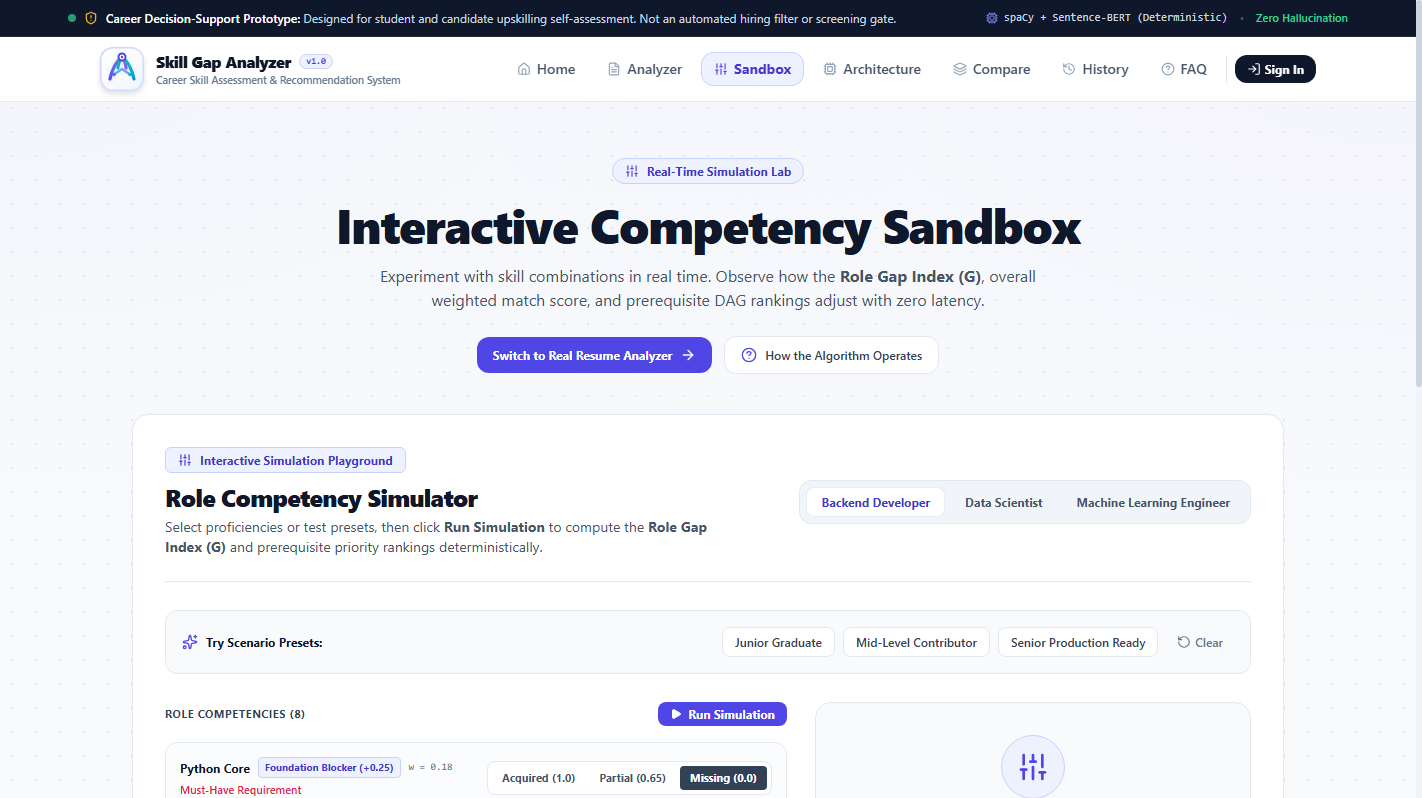 Career Decision-Support Prototype: Designed for student and candidate upskilling self-assessment. Not an automated hiring filter or screening gate.
spaCy + Sentence-BERT (Deterministic) • Zero Hallucination
Skill Gap Analyzer v1.0
Career Skill Assessment & Recommendation System
Home Analyzer Sandbox Architecture Compare History FAQ Sign In
Real-Time Simulation Lab
Interactive Competency Sandbox
Experiment with skill combinations in real time. Observe how the Role Gap Index (G), overall
weighted match score, and prerequisite DAG rankings adjust with zero latency.
Switch to Real Resume Analyzer
How the Algorithm Operates
Interactive Simulation Playground
Role Competency Simulator
Select proficiencies or test presets, then click Run Simulation to compute the Role Gap
Index (G) and prerequisite priority rankings deterministically.
Backend Developer Data Scientist Machine Learning Engineer
Try Scenario Presets:
Junior Graduate Mid-Level Contributor Senior Production Ready Clear
ROLE COMPETENCIES (8)
Run Simulation
Python Core Foundation Blocker (+0.25) w = 0.18
Must-Have Requirement
Acquired (1.0) Partial (0.65) Missing (0.0)